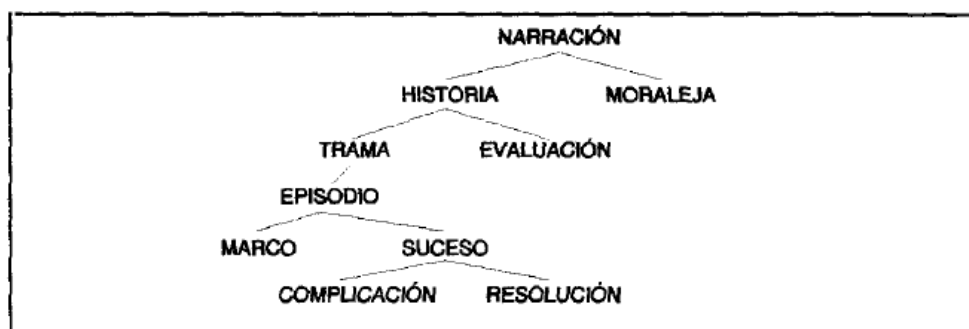 NARRACIÓN
HISTORIA MORALEJA
TRAMA EVALUACIÓN
EPISODIO
MARCO SUCESO
COMPLICACIÓN RESOLUCIÓN